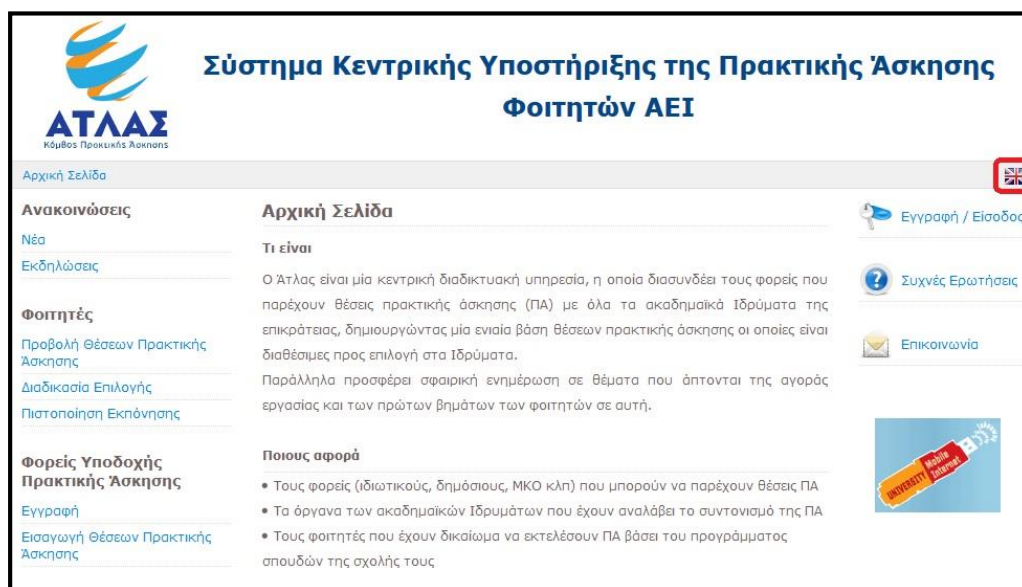 Σύστημα Κεντρικής Υποστήριξης της Πρακτικής Άσκησης
Φοιτητών ΑΕΙ
ΑΤΛΑΣ
Κόμβος Πρακτικής Άσκησης
Αρχική Σελίδα
Ανακοινώσεις
Νέα
Εκδηλώσεις
Φοιτητές
Προβολή Θέσεων Πρακτικής
Άσκησης
Διαδικασία Επιλογής
Πιστοποίηση Εκπόνησης
Φορείς Υποδοχής
Πρακτικής Άσκησης
Εγγραφή
Εισαγωγή Θέσεων Πρακτικής
Άσκησης
Αρχική Σελίδα
Τι είναι
Ο Άτλας είναι μία κεντρική διαδικτυακή υπηρεσία, η οποία διασυνδέει τους φορείς που
παρέχουν θέσεις πρακτικής άσκησης (ΠΑ) με όλα τα ακαδημαϊκά Ιδρύματα της
επικράτειας, δημιουργώντας μία ενιαία βάση θέσεων πρακτικής άσκησης οι οποίες είναι
διαθέσιμες προς επιλογή στα Ιδρύματα.
Παράλληλα προσφέρει σφαιρική ενημέρωση σε θέματα που άπτονται της αγοράς
εργασίας και των πρώτων βημάτων των φοιτητών σε αυτή.
Ποιους αφορά
• Τους φορείς (ιδιωτικούς, δημόσιους, ΜΚΟ κλπ) που μπορούν να παρέχουν θέσεις ΠΑ
• Τα όργανα των ακαδημαϊκών Ιδρυμάτων που έχουν αναλάβει το συντονισμό της ΠΑ
• Τους φοιτητές που έχουν δικαίωμα να εκτελέσουν ΠΑ βάσει του προγράμματος
σπουδών της σχολής τους
Εγγραφή / Είσοδος
Συχνές Ερωτήσεις
Επικοινωνία
UNIVERSITY
Mobile
Internet